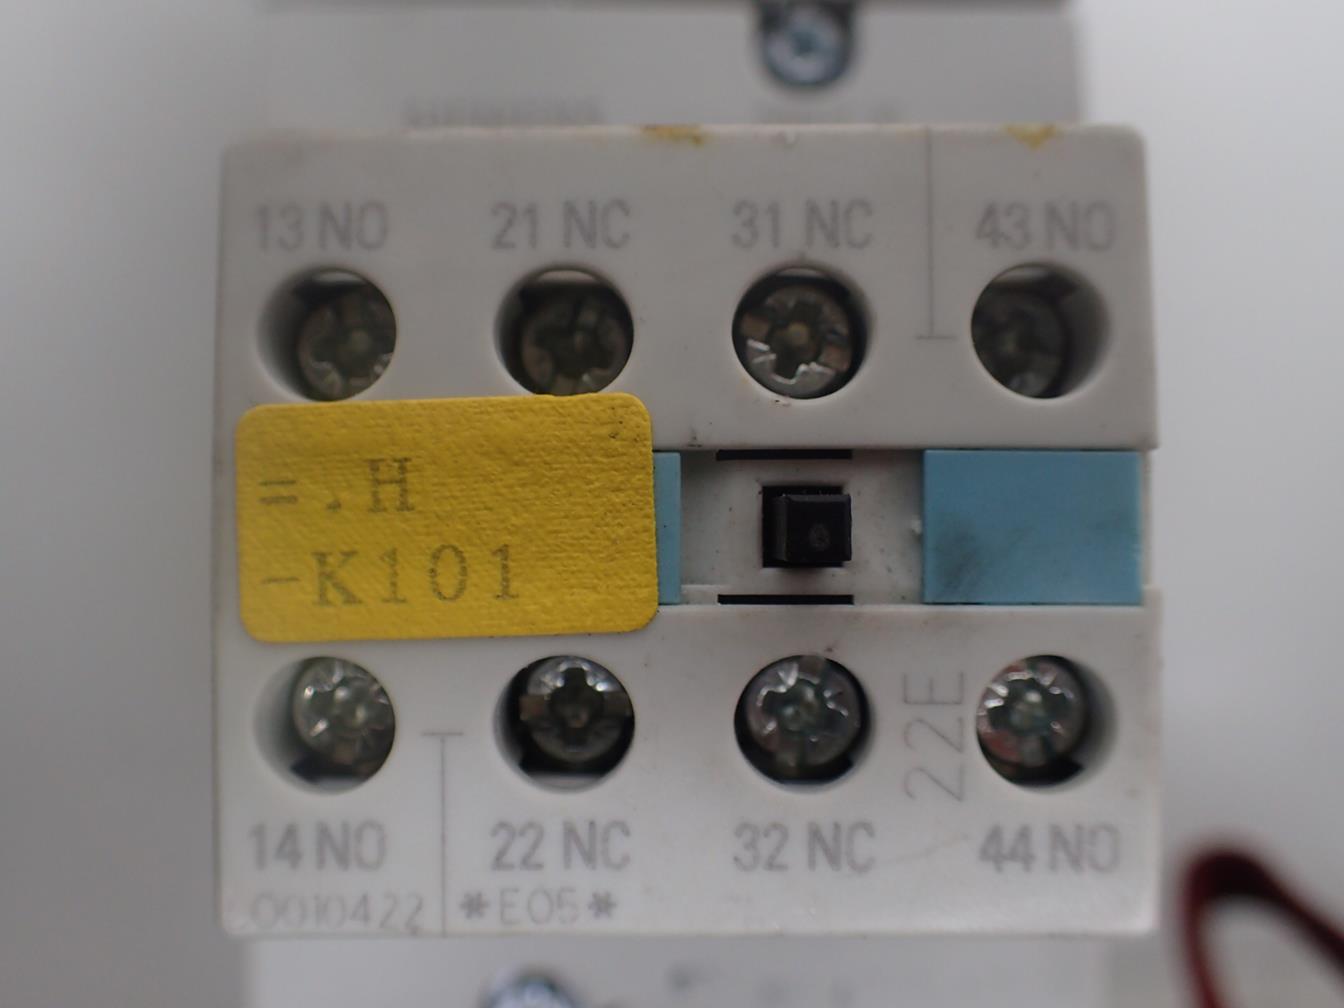 SIEMENS
13 NO
21 NC
31 NC
43 NO
= .H
-K101
22E
14 NO
22 NC
32 NC
44 NO
0010422
*E05*